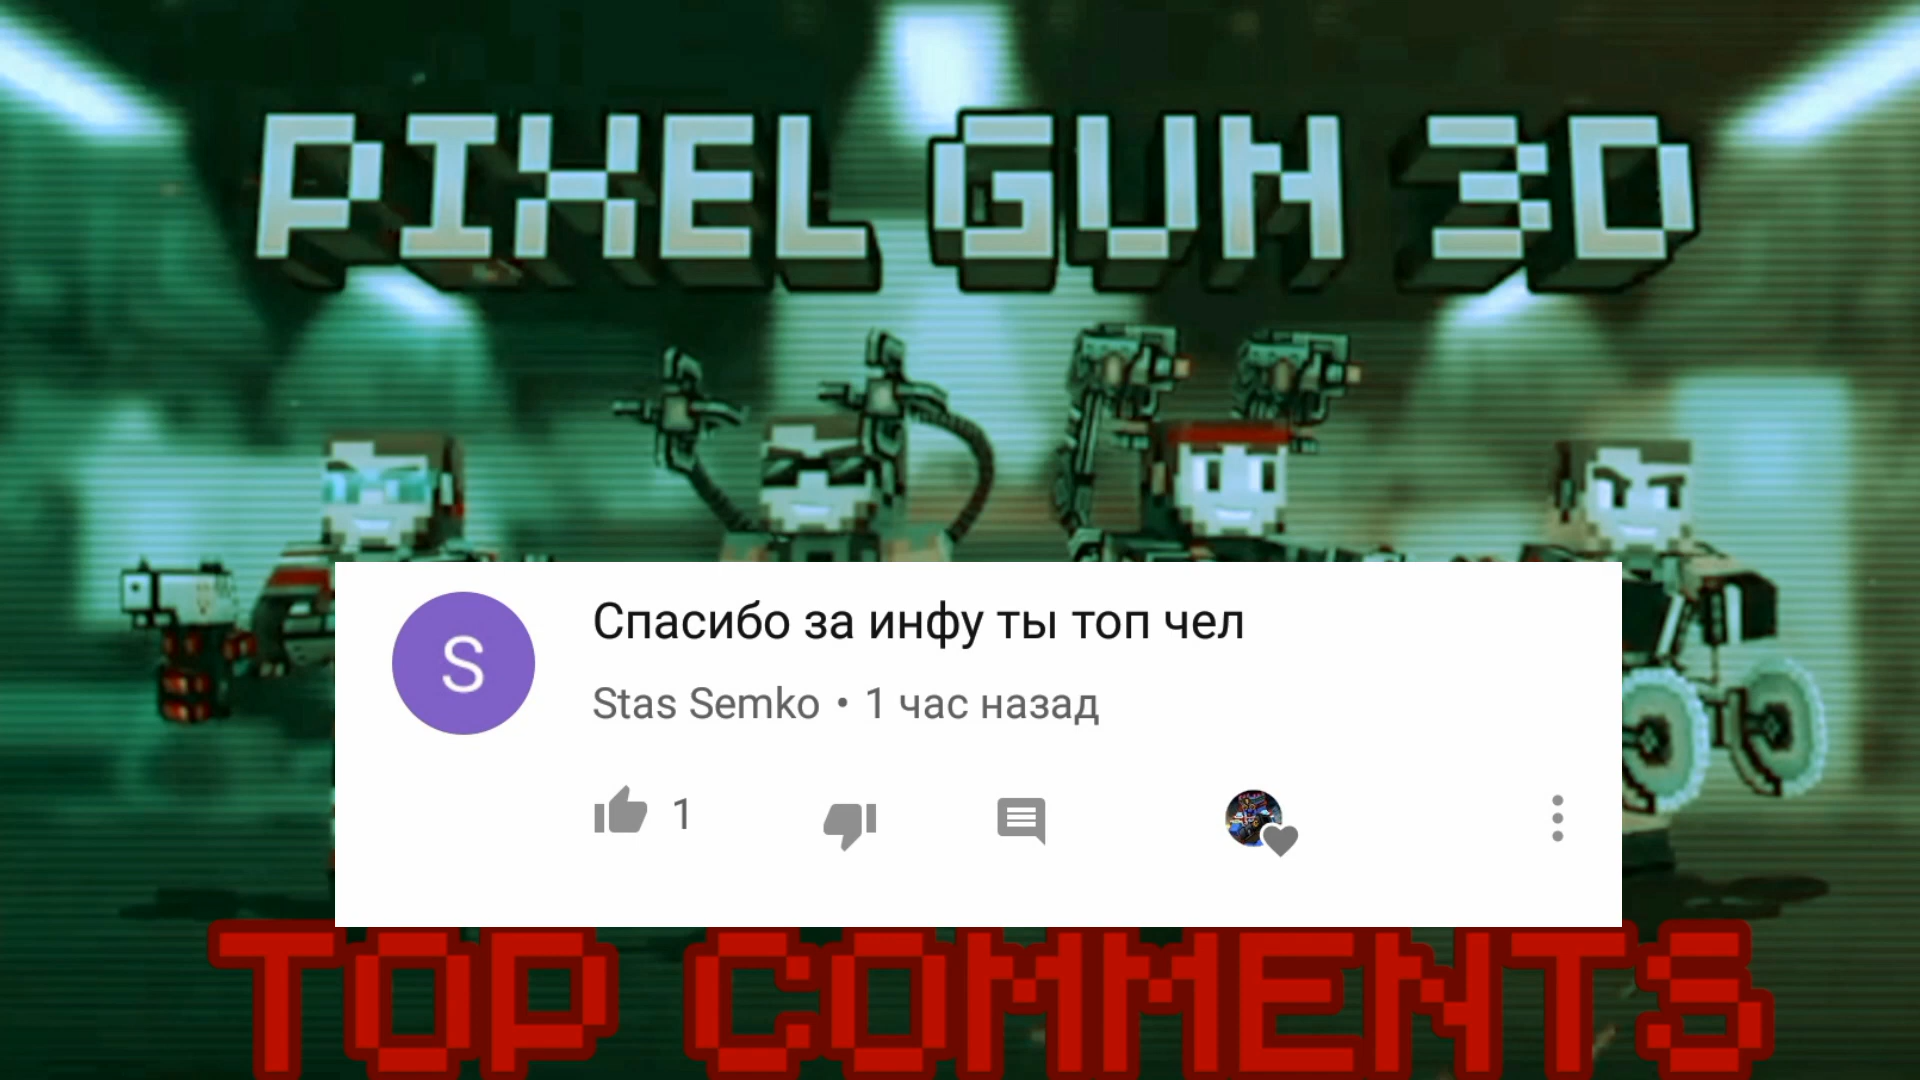 PIXEL GUN 3D
S
Спасибо за инфу ты топ чел
Stas Semko • 1 час назад
1
TOP COMMENTS